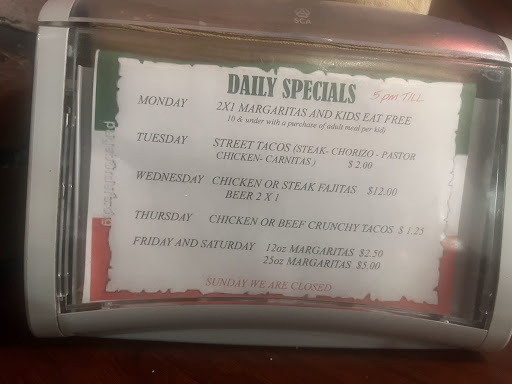 DAILY SPECIALS 5 pm TILL
MONDAY 2X1 MARGARITAS AND KIDS EAT FREE
10 & under with a purchase of adult meal per kids
TUESDAY STREET TACOS (STEAK- CHORIZO - PASTOR
CHICKEN- CARNITAS ) $ 2.00
WEDNESDAY CHICKEN OR STEAK FAJITAS $12.00
BEER 2 X 1
THURSDAY CHICKEN OR BEEF CRUNCHY TACOS $ 1.25
FRIDAY AND SATURDAY 12oz MARGARITAS $2.50
25oz MARGARITAS $5.00
SUNDAY WE ARE CLOSED